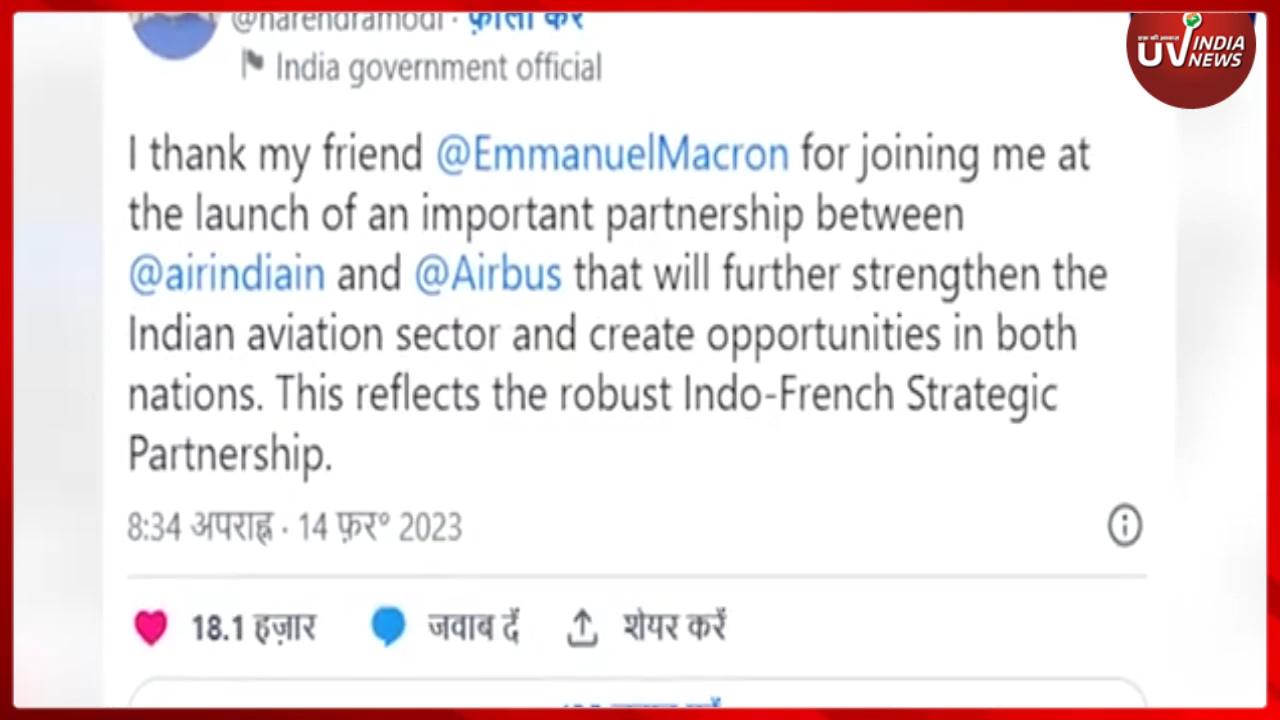 @narendramodi · फ़ॉलो करें
India government official
UV INDIA
NEWS
I thank my friend @EmmanuelMacron for joining me at
the launch of an important partnership between
@airindiain and @Airbus that will further strengthen the
Indian aviation sector and create opportunities in both
nations. This reflects the robust Indo-French Strategic
Partnership.
8:34 अपराह्न · 14 फ़र॰ 2023
18.1 हज़ार जवाब दें शेयर करें